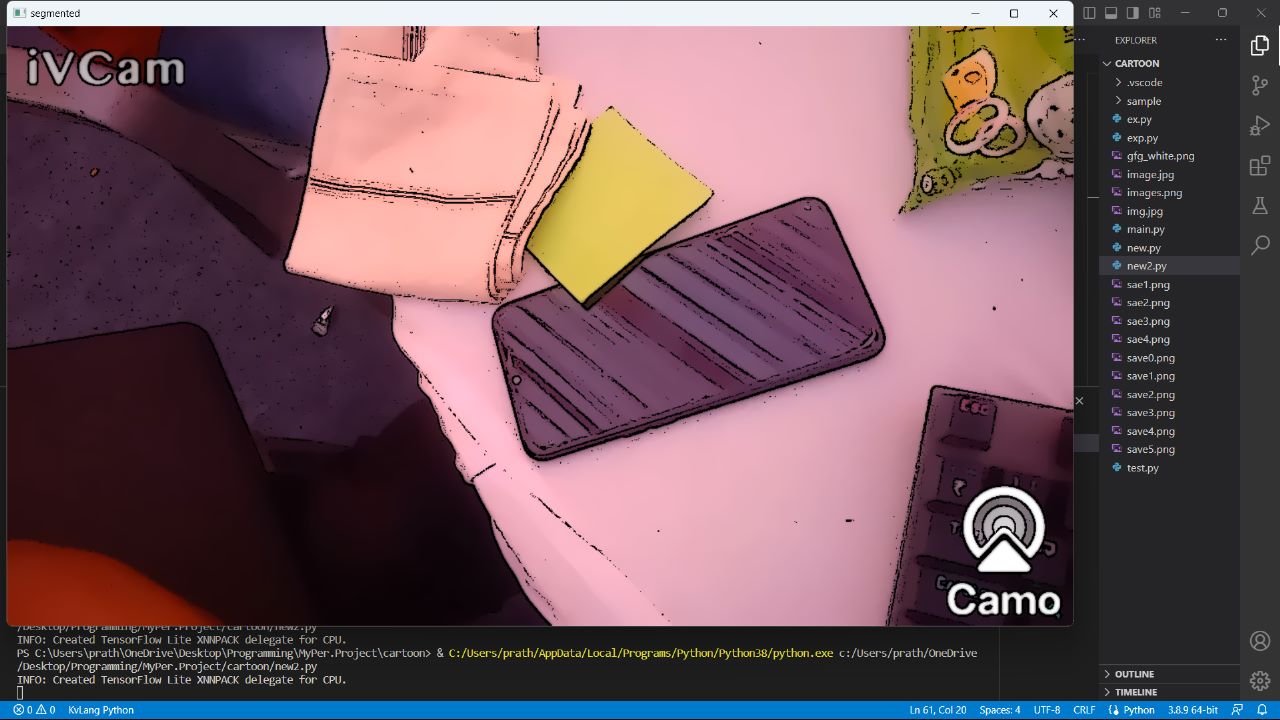 segmented
iVCam
Esc
Camo
EXPLORER
CARTOON
.vscode
sample
ex.py
exp.py
gfg_white.png
image.jpg
images.png
img.jpg
main.py
new.py
new2.py
sae1.png
sae2.png
sae3.png
sae4.png
save0.png
save1.png
save2.png
save3.png
save4.png
save5.png
test.py
OUTLINE
TIMELINE
/Desktop/Programming/MyPer.Project/cartoon/new2.py
INFO: Created TensorFlow Lite XNNPACK delegate for CPU.
PS C:\Users\prath\OneDrive\Desktop\Programming\MyPer.Project\cartoon> & C:/Users/prath/AppData/Local/Programs/Python/Python38/python.exe c:/Users/prath/OneDrive
/Desktop/Programming/MyPer.Project/cartoon/new2.py
INFO: Created TensorFlow Lite XNNPACK delegate for CPU.
0 0 KvLang Python Ln 61, Col 20 Spaces: 4 UTF-8 CRLF Python 3.8.9 64-bit